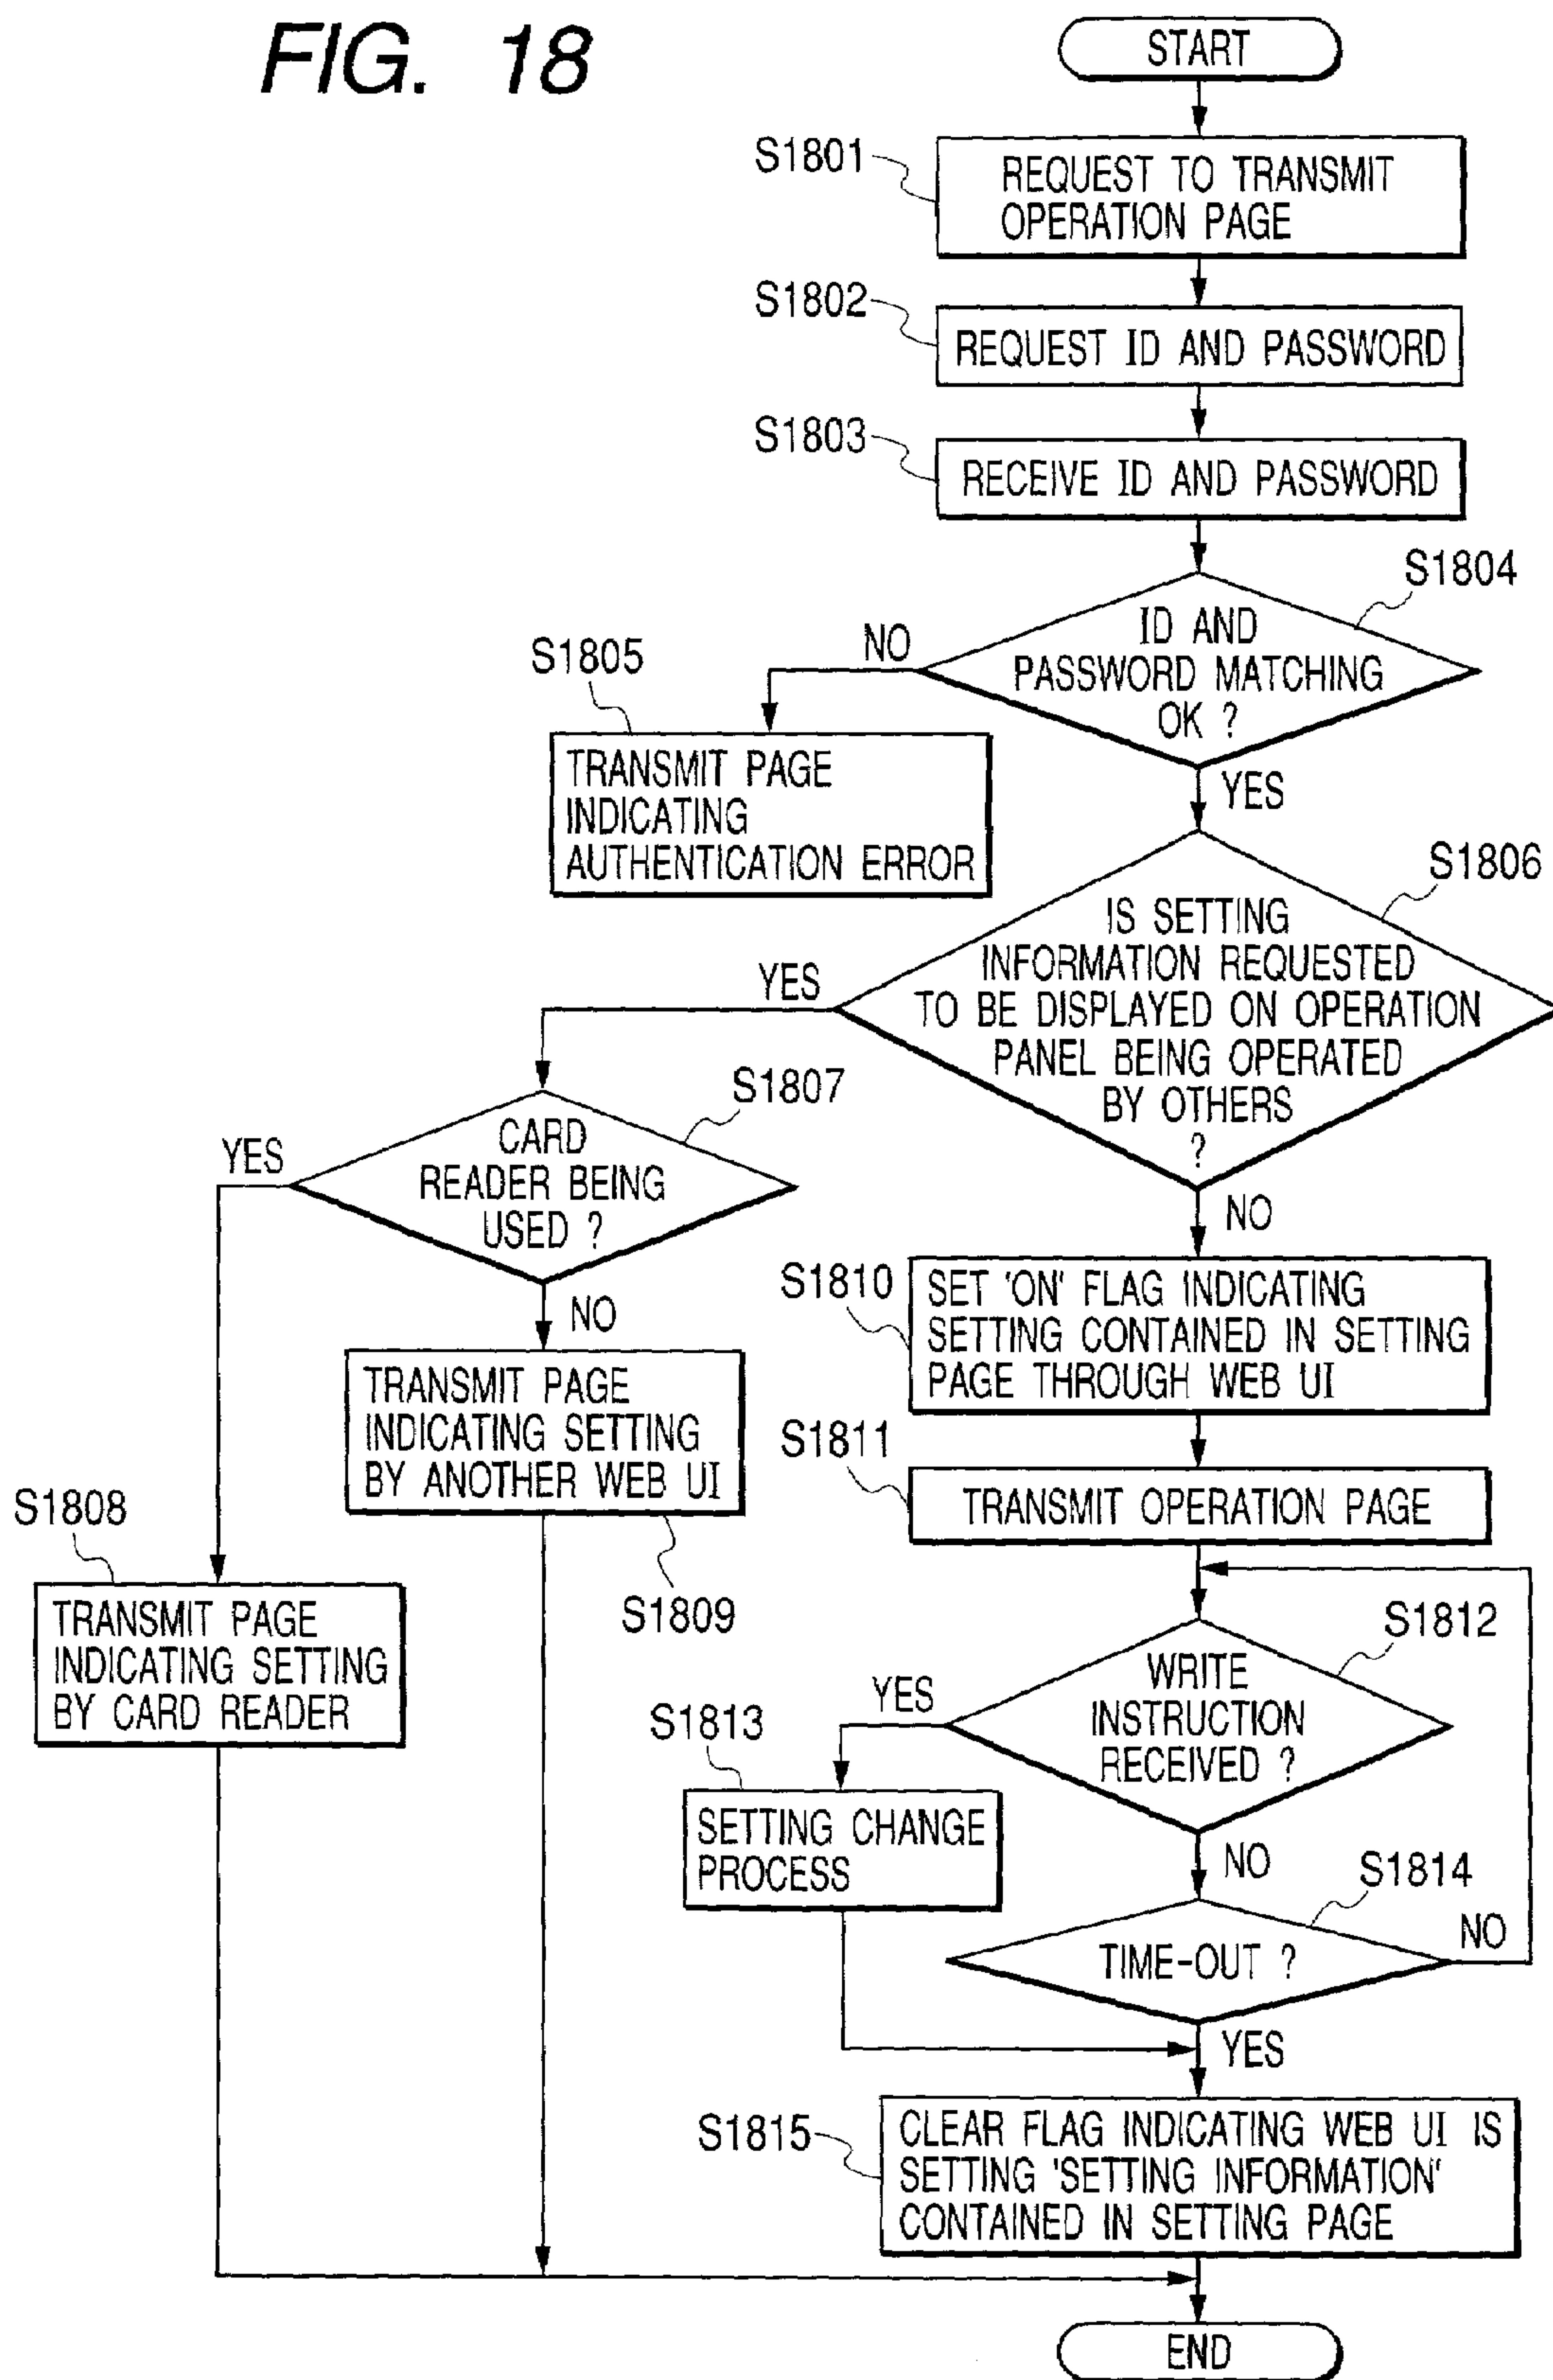 FIG. 18
START
S1801
REQUEST TO TRANSMIT
OPERATION PAGE
S1802
REQUEST ID AND PASSWORD
S1803
RECEIVE ID AND PASSWORD
S1804
ID AND
PASSWORD MATCHING
OK ?
NO
YES
S1805
TRANSMIT PAGE
INDICATING
AUTHENTICATION ERROR
S1806
IS SETTING
INFORMATION REQUESTED
TO BE DISPLAYED ON OPERATION
PANEL BEING OPERATED
BY OTHERS
?
YES
NO
S1807
CARD
READER BEING
USED ?
YES
NO
S1808
TRANSMIT PAGE
INDICATING SETTING
BY CARD READER
TRANSMIT PAGE
INDICATING SETTING
BY ANOTHER WEB UI
S1809
S1810
SET 'ON' FLAG INDICATING
SETTING CONTAINED IN SETTING
PAGE THROUGH WEB UI
S1811
TRANSMIT OPERATION PAGE
S1812
WRITE
INSTRUCTION
RECEIVED ?
YES
NO
S1813
SETTING CHANGE
PROCESS
S1814
TIME-OUT ?
NO
YES
S1815
CLEAR FLAG INDICATING WEB UI IS
SETTING 'SETTING INFORMATION'
CONTAINED IN SETTING PAGE
END